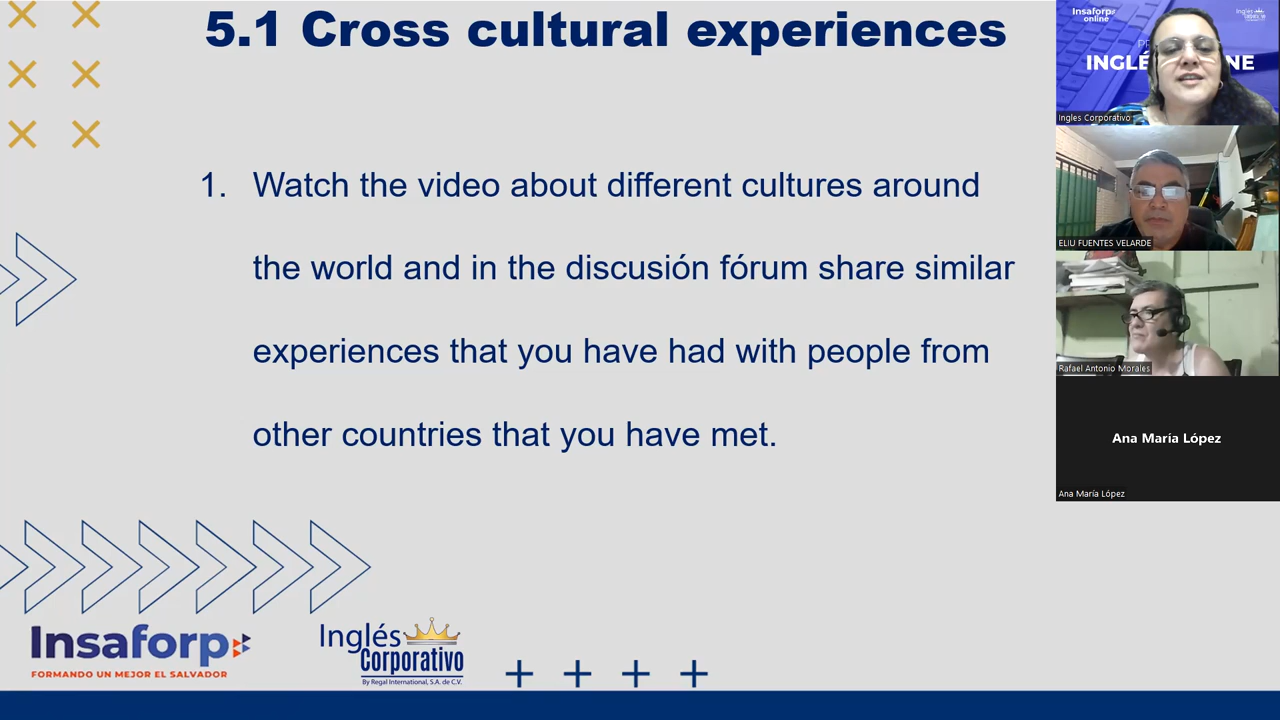 5.1 Cross cultural experiences
1. Watch the video about different cultures around
the world and in the discusión fórum share similar
experiences that you have had with people from
other countries that you have met.
Insaforp
FORMANDO UN MEJOR EL SALVADOR
Inglés
Corporativo
By Regal International, S.A. de C.V.
Insaforp
online
Inglés
INGLÉ
NE
Ingles Corporativo
ELIU FUENTES VELARDE
Rafael Antonio Morales
Ana María López
Ana María López